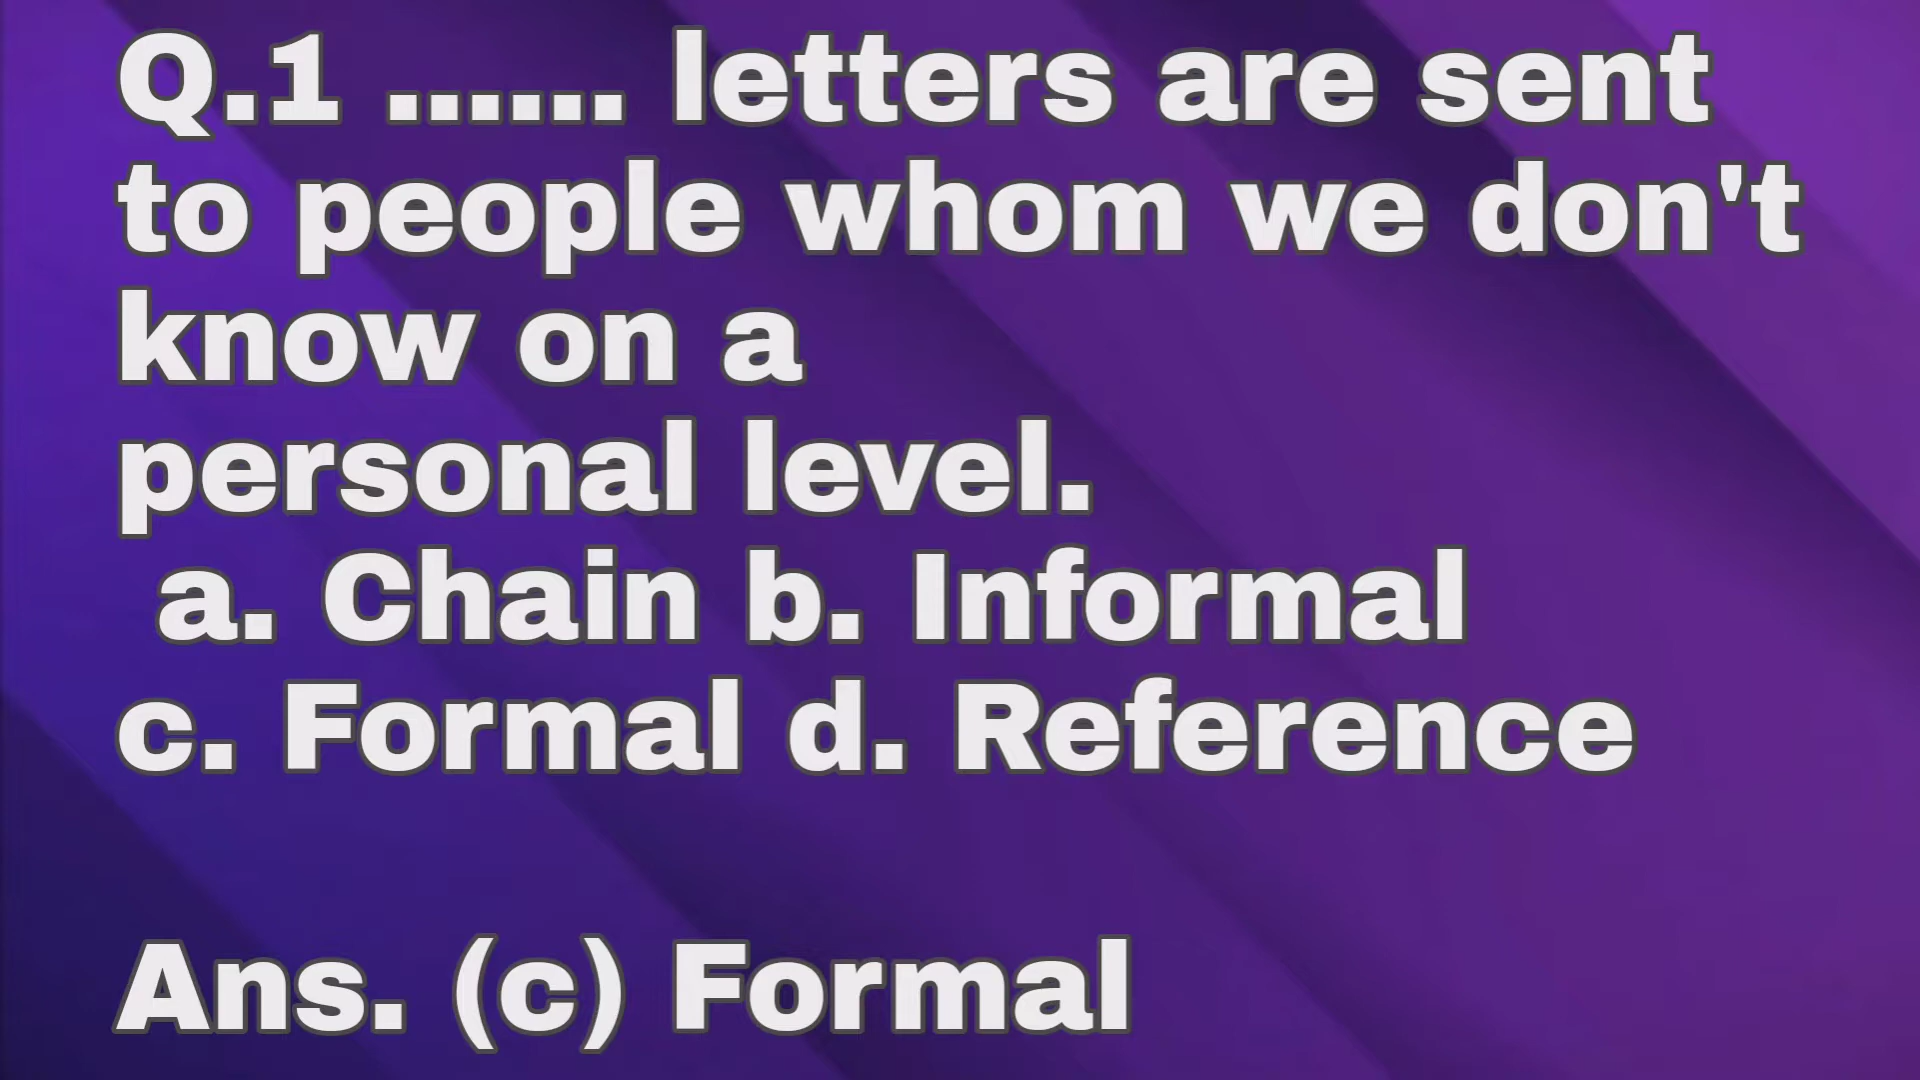 Q.1 ...... letters are sent
to people whom we don't
know on a
personal level.
a. Chain b. Informal
c. Formal d. Reference
Ans. (c) Formal